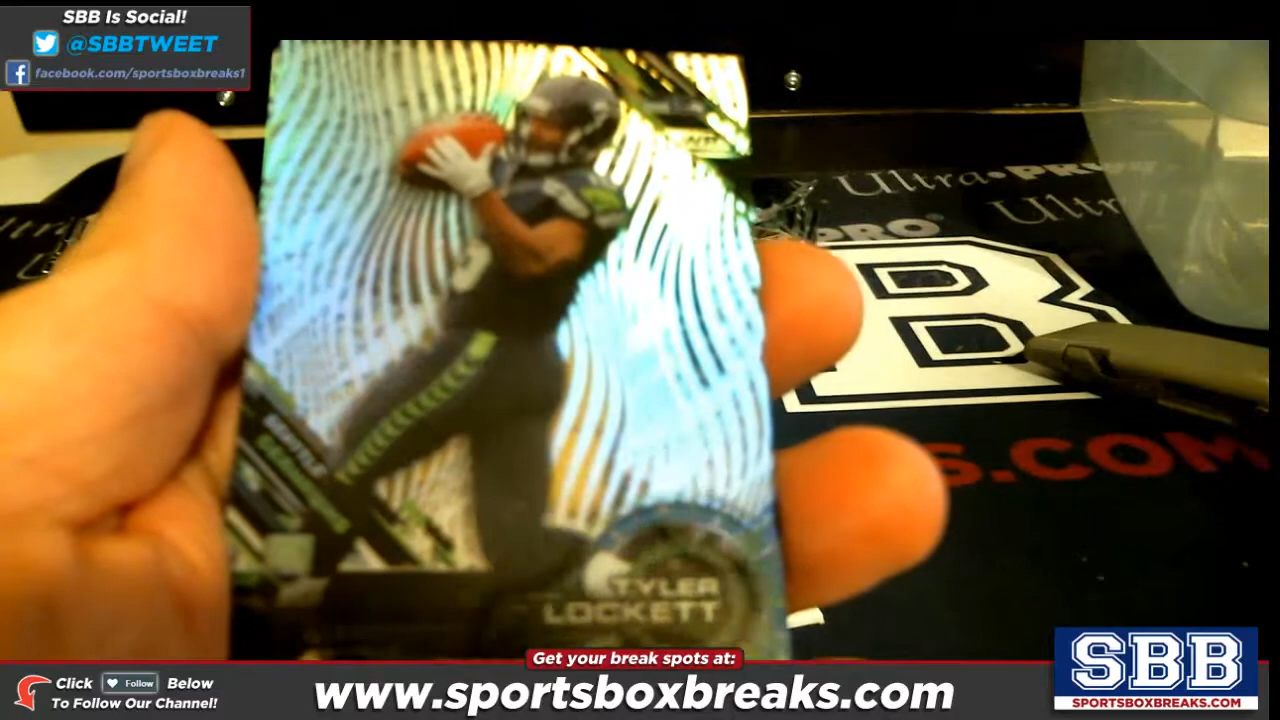 SBB Is Social!
@SBBTWEET
facebook.com/sportsboxbreaks1
Ultra•PRO
Ultra
PRO
B
S.COM
SEATTLE
TYLER
LOCKETT
Get your break spots at:
Click Follow Below
To Follow Our Channel!
www.sportsboxbreaks.com
SBB
SPORTSBOXBREAKS.COM